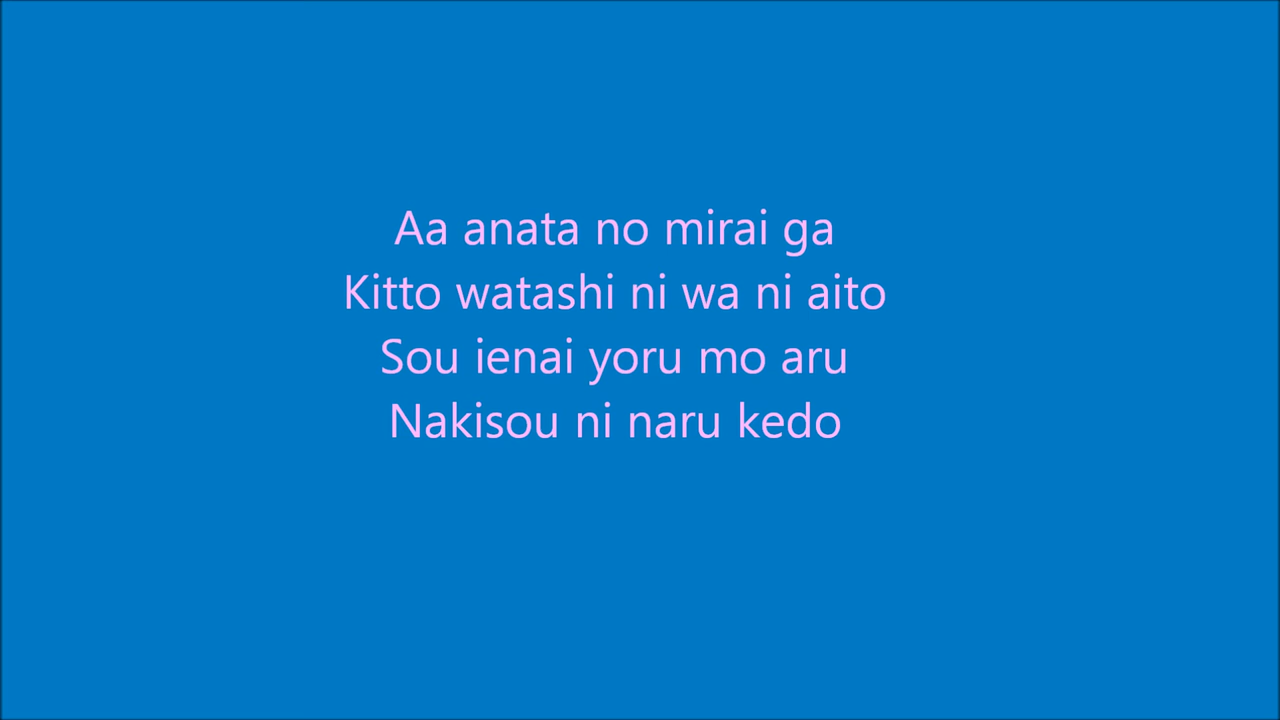 Aa anata no mirai ga
Kitto watashi ni wa ni aito
Sou ienai yoru mo aru
Nakisou ni naru kedo